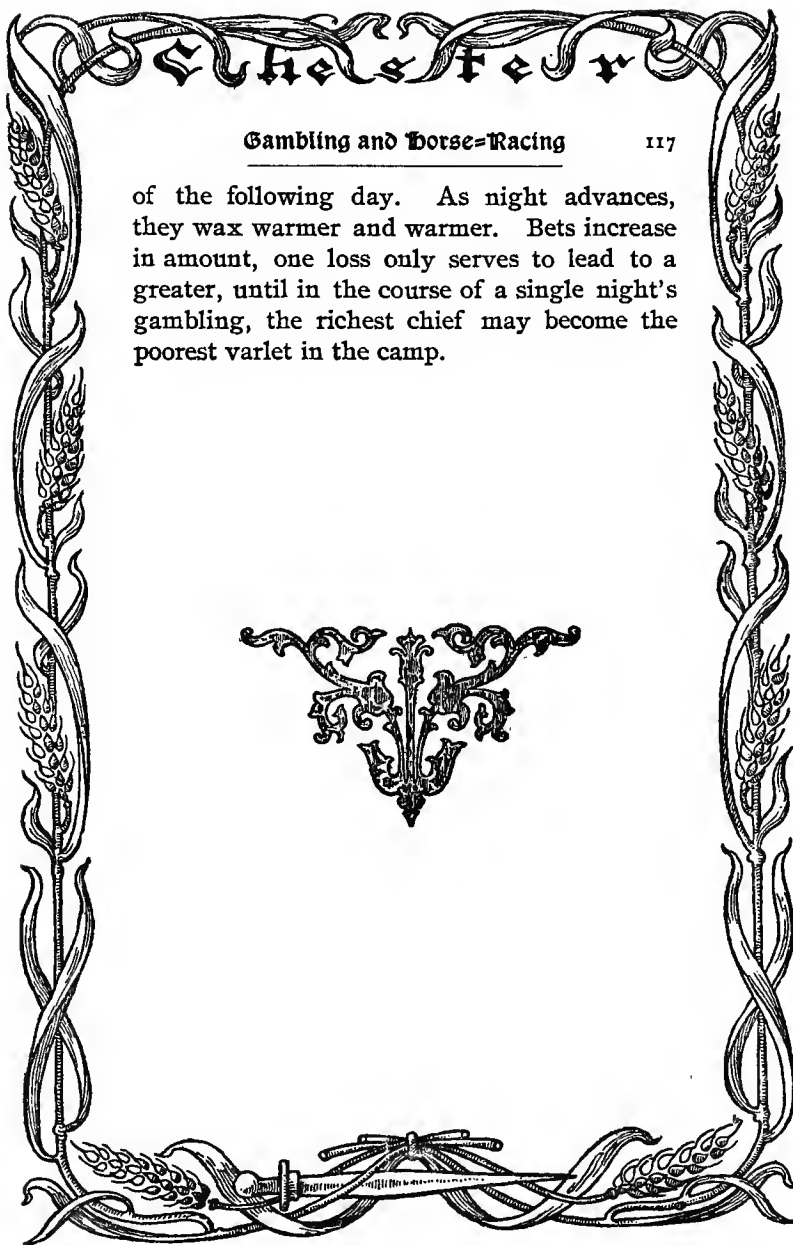 Chester
Gambling and Horse=Racing 117
of the following day. As night advances,
they wax warmer and warmer. Bets increase
in amount, one loss only serves to lead to a
greater, until in the course of a single night's
gambling, the richest chief may become the
poorest varlet in the camp.